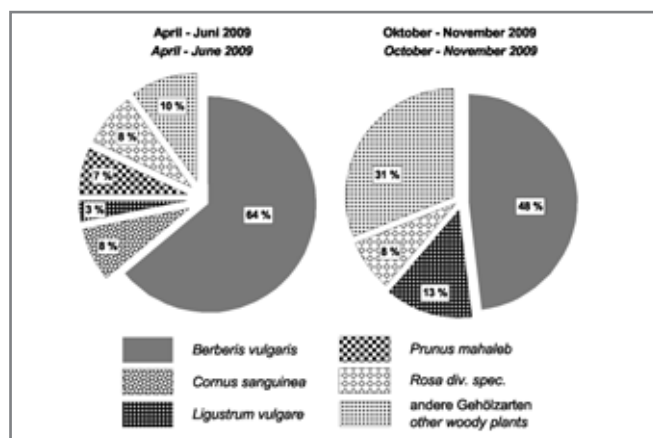 April - Juni 2009
April - June 2009
Oktober - November 2009
October - November 2009
10 %
8 %
7 %
3 %
8 %
64 %
31 %
8 %
13 %
48 %
Berberis vulgaris
Cornus sanguinea
Ligustrum vulgare
Prunus mahaleb
Rosa div. spec.
andere Gehölzarten
other woody plants